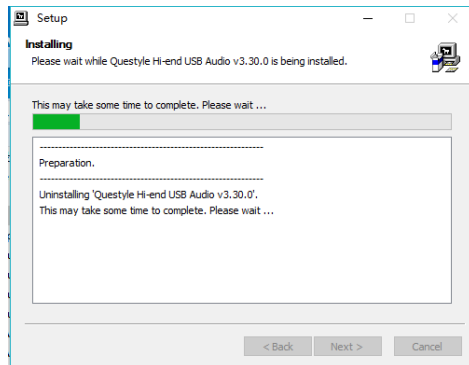 Setup
Installing
Please wait while Questyle Hi-end USB Audio v3.30.0 is being installed.
This may take some time to complete. Please wait ...
------------------------------------------------------------
Preparation.
------------------------------------------------------------
Uninstalling 'Questyle Hi-end USB Audio v3.30.0'.
This may take some time to complete. Please wait ...
< Back Next > Cancel